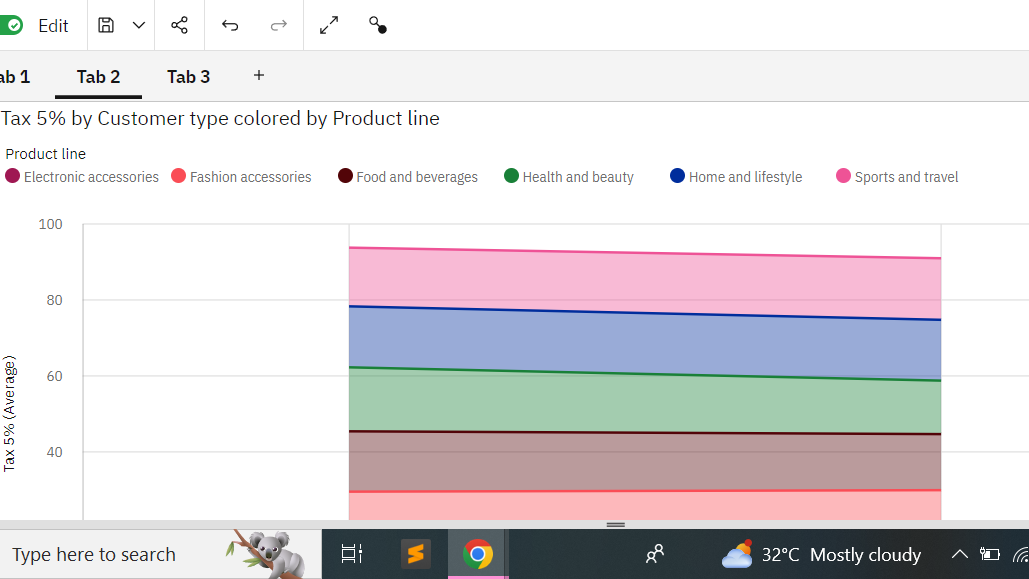 Edit
ab 1 Tab 2 Tab 3 +
Tax 5% by Customer type colored by Product line
Product line
Electronic accessories Fashion accessories Food and beverages Health and beauty Home and lifestyle Sports and travel
100
80
60
40
Tax 5% (Average)
Type here to search 32°C Mostly cloudy